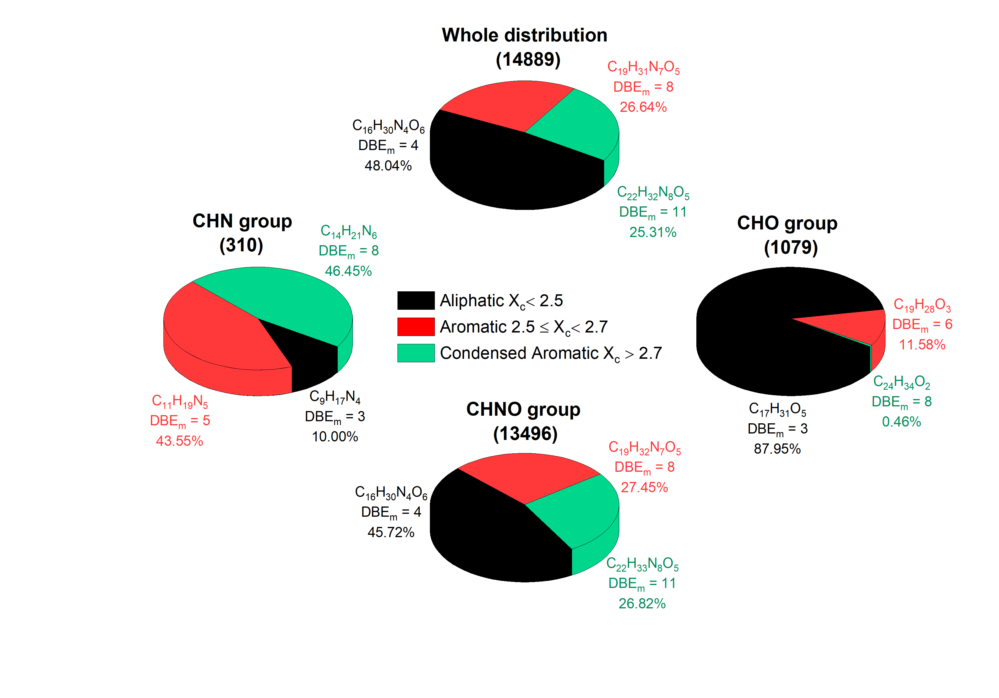 Whole distribution
(14889)
C19H31N7O5
DBEm = 8
26.64%
C16H30N4O6
DBEm = 4
48.04%
C22H32N8O5
DBEm = 11
25.31%
CHN group
(310)
C14H21N6
DBEm = 8
46.45%
C11H19N5
DBEm = 5
43.55%
C9H17N4
DBEm = 3
10.00%
Aliphatic Xc< 2.5
Aromatic 2.5 ≤ Xc< 2.7
Condensed Aromatic Xc > 2.7
CHO group
(1079)
C19H28O3
DBEm = 6
11.58%
C24H34O2
DBEm = 8
0.46%
C17H31O5
DBEm = 3
87.95%
CHNO group
(13496)
C19H32N7O5
DBEm = 8
27.45%
C16H30N4O6
DBEm = 4
45.72%
C22H33N8O5
DBEm = 11
26.82%